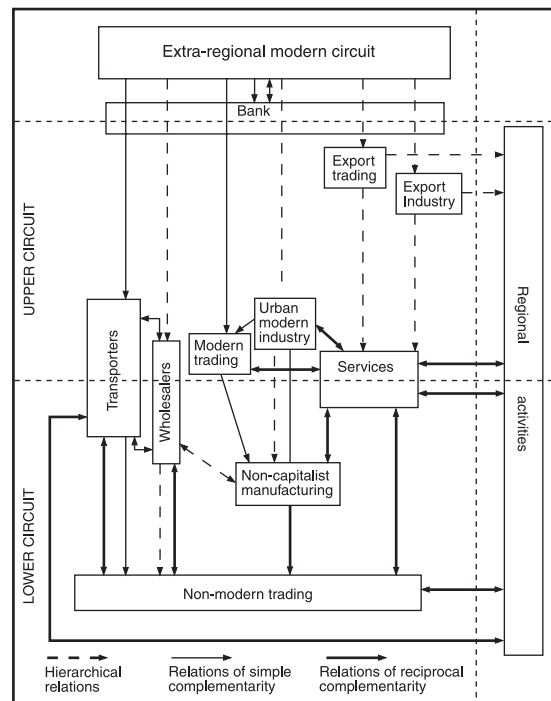 Extra-regional modern circuit
Bank
Export
trading
Export
Industry
UPPER CIRCUIT
Regional
Urban
modern
industry
Modern
trading
Transporters
Wholesalers
Services
activities
LOWER CIRCUIT
Non-capitalist
manufacturing
Non-modern trading
Hierarchical
relations
Relations of simple
complementarity
Relations of reciprocal
complementarity